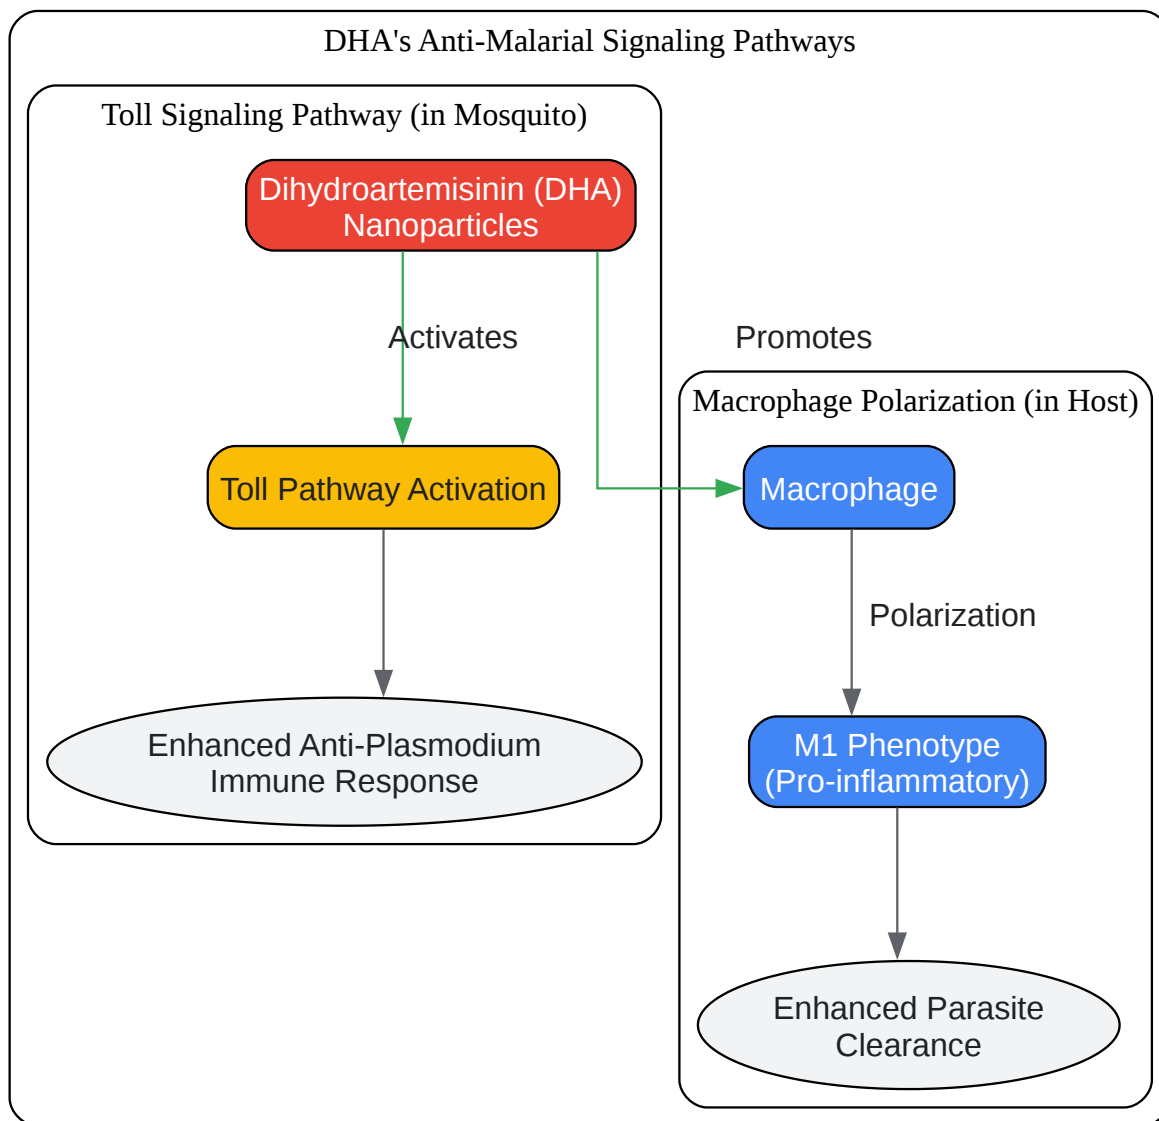 DHA's Anti-Malarial Signaling Pathways
Toll Signaling Pathway (in Mosquito)
Dihydroartemisinin (DHA)
Nanoparticles
Activates
Promotes
Macrophage Polarization (in Host)
Toll Pathway Activation
Macrophage
Polarization
Enhanced Anti-Plasmodium
Immune Response
M1 Phenotype
(Pro-inflammatory)
Enhanced Parasite
Clearance